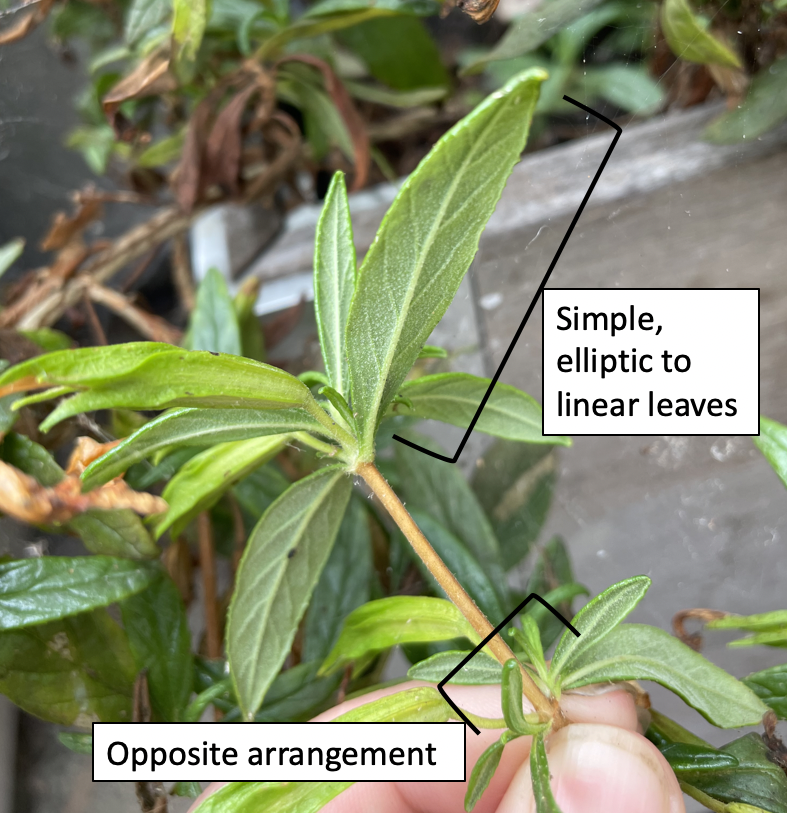 Simple,
elliptic to
linear leaves
Opposite arrangement